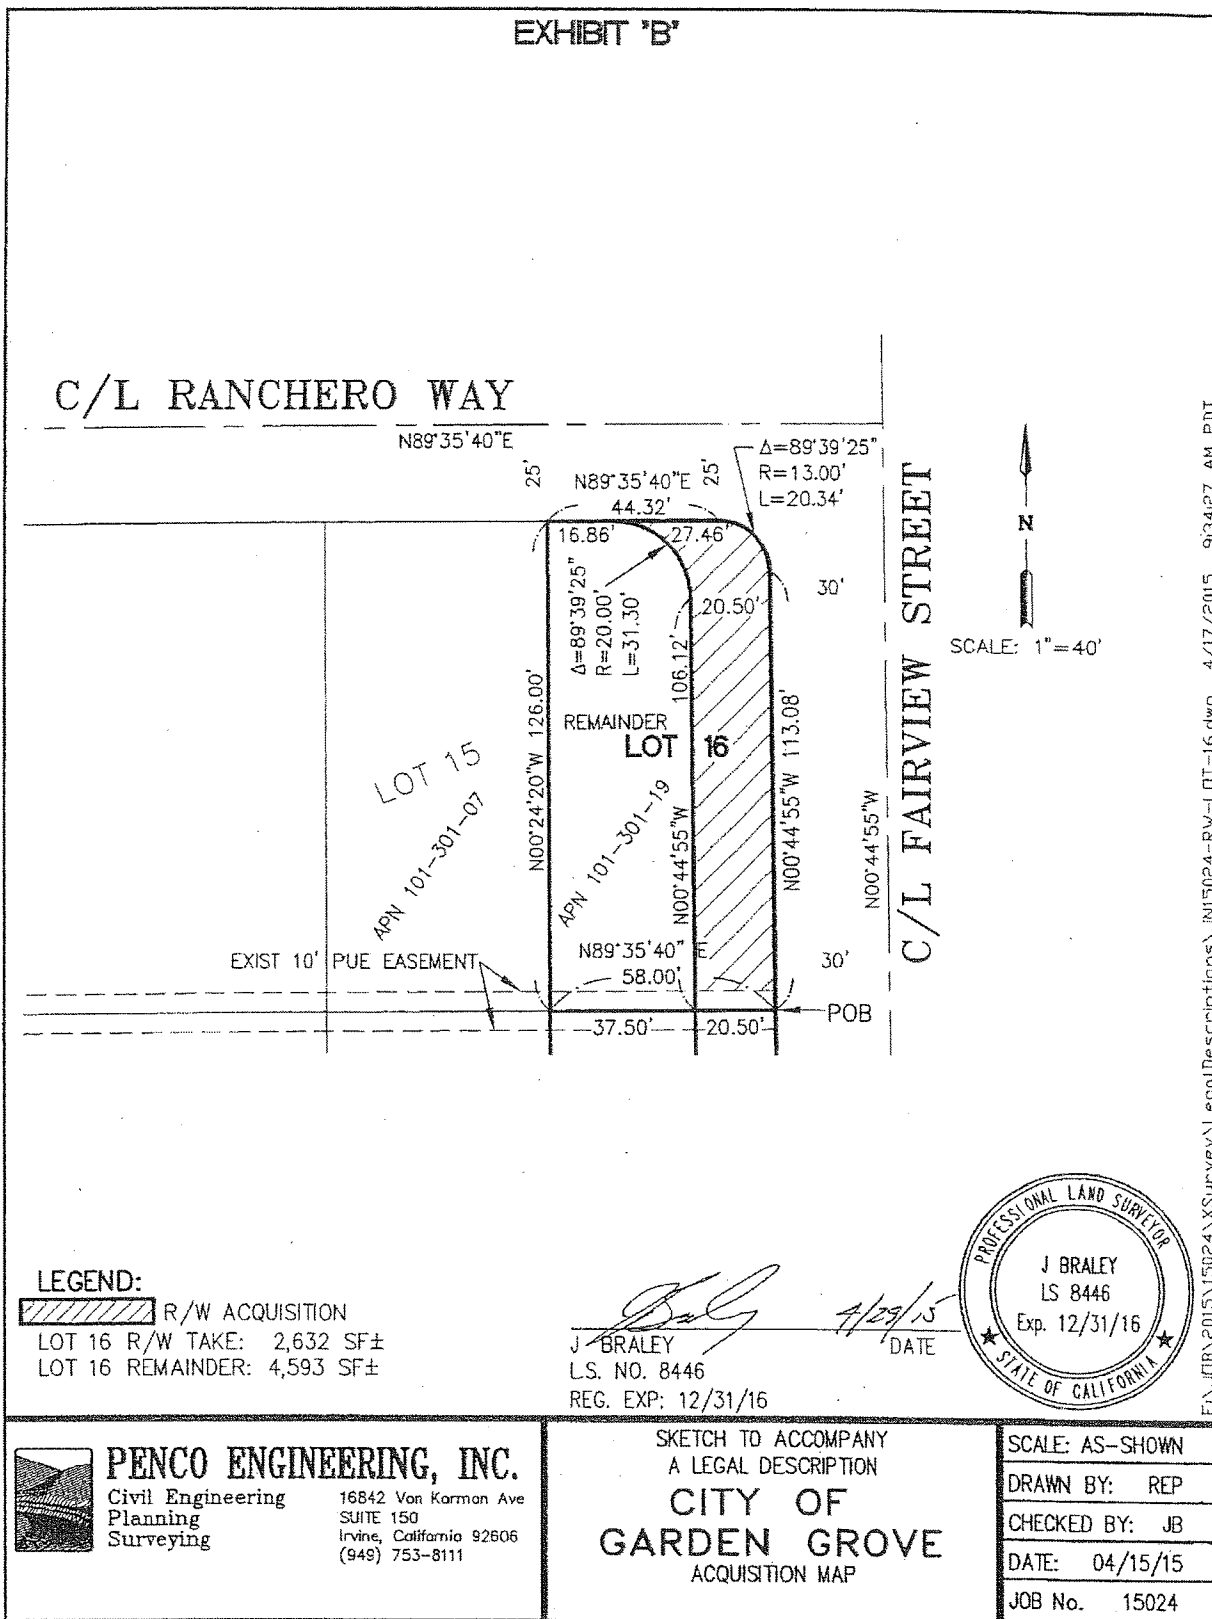 EXHIBIT "B"
C/L RANCHERO WAY
N89°35'40"E
25'
N89°35'40"E
25'
44.32'
16.86'
27.46'
Δ=89°39'25"
R=13.00'
L=20.34'
Δ=89°39'25"
R=20.00'
L=31.30'
20.50'
30'
106.12'
N00°44'55"W
N00°24'20"W 126.00'
N00°44'55"W 113.08'
N00°44'55"W
C/L FAIRVIEW STREET
N
SCALE: 1"=40'
REMAINDER
LOT 16
LOT 15
APN 101-301-07
APN 101-301-19
EXIST 10' PUE EASEMENT
N89°35'40" E
58.00'
30'
37.50'
20.50'
POB
4/17/2015 9:34:27 AM PDT
LEGEND:
R/W ACQUISITION
LOT 16 R/W TAKE: 2,632 SF±
LOT 16 REMAINDER: 4,593 SF±
4/29/15
J BRALEY
DATE
L.S. NO. 8446
REG. EXP: 12/31/16
PROFESSIONAL LAND SURVEYOR
J BRALEY
LS 8446
Exp. 12/31/16
STATE OF CALIFORNIA
PENCO ENGINEERING, INC.
Civil Engineering
Planning
Surveying
16842 Von Karman Ave
SUITE 150
Irvine, California 92606
(949) 753-8111
SKETCH TO ACCOMPANY
A LEGAL DESCRIPTION
CITY OF
GARDEN GROVE
ACQUISITION MAP
SCALE: AS-SHOWN
DRAWN BY: REP
CHECKED BY: JB
DATE: 04/15/15
JOB No. 15024